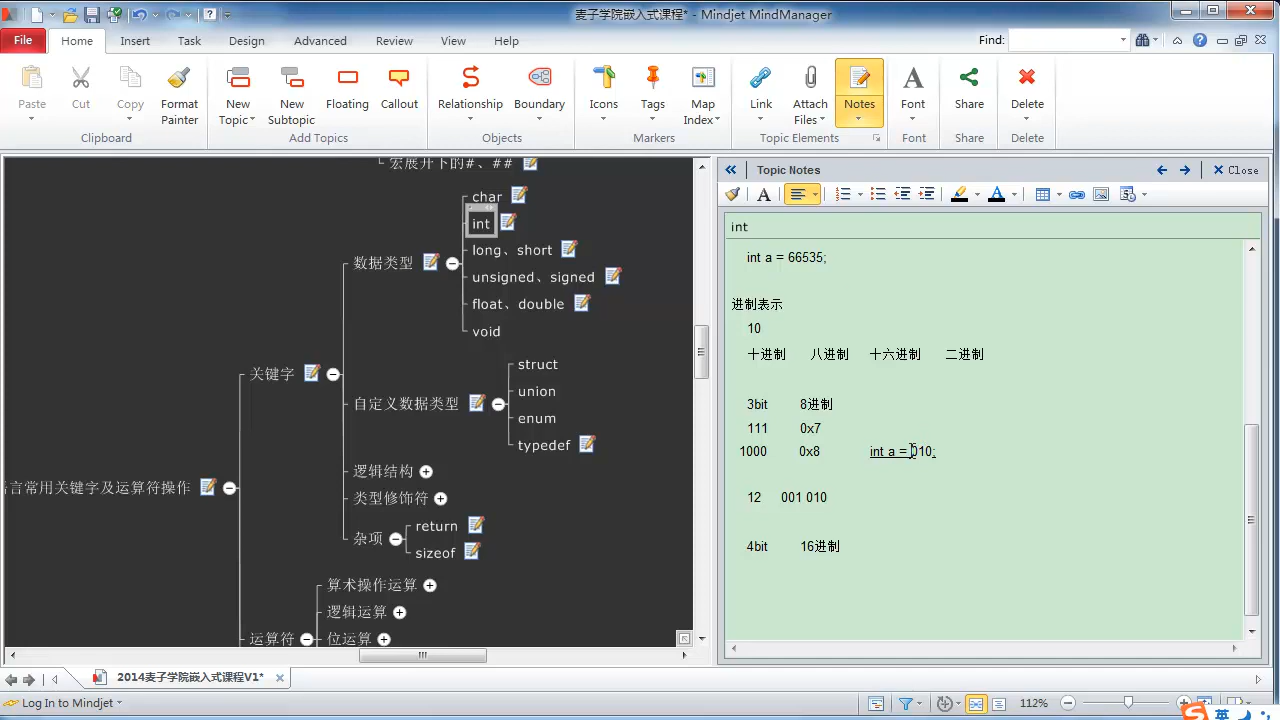 麦子学院嵌入式课程* - Mindjet MindManager
File Home Insert Task Design Advanced Review View Help Find:
Paste Cut Copy Format Painter New Topic New Subtopic Floating Callout Relationship Boundary Icons Tags Map Index Link Attach Files Notes Font Share Delete
Clipboard Add Topics Objects Markers Topic Elements Font Share Delete
宏展开下的#、##
char
int
long、short
数据类型
unsigned、signed
float、double
void
struct
关键字
union
自定义数据类型
enum
typedef
逻辑结构
言常用关键字及运算符操作
类型修饰符
return
杂项
sizeof
算术操作运算
逻辑运算
运算符
位运算
Topic Notes Close
int
int a = 66535;
进制表示
10
十进制 八进制 十六进制 二进制
3bit 8进制
111 0x7
1000 0x8 int a = 010;
12 001 010
4bit 16进制
2014麦子学院嵌入式课程V1*
Log In to Mindjet 112% 英